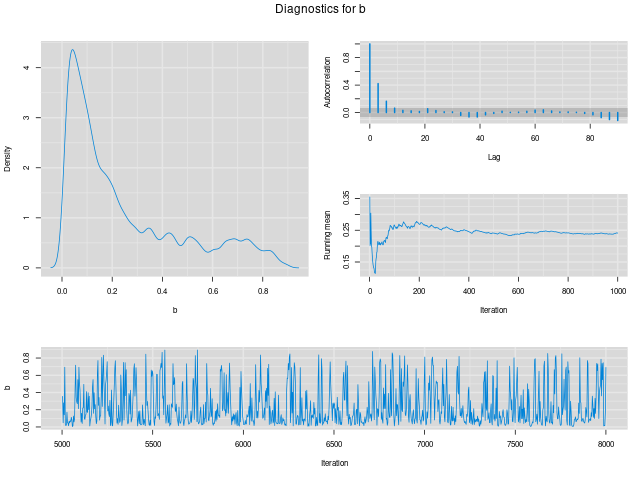 Diagnostics for b
Density
0
1
2
3
4
0.0 0.2 0.4 0.6 0.8
b
Autocorrelation
0.0 0.4 0.8
0 20 40 60 80
Lag
Running mean
0.15 0.25 0.35
0 200 400 600 800 1000
Iteration
b
0.0 0.2 0.4 0.6 0.8
5000 5500 6000 6500 7000 7500 8000
Iteration